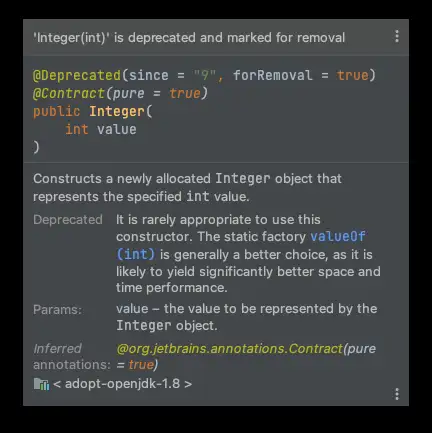 'Integer(int)' is deprecated and marked for removal
@Deprecated(since = "9", forRemoval = true)
@Contract(pure = true)
public Integer(
    int value
)
Constructs a newly allocated Integer object that
represents the specified int value.
Deprecated It is rarely appropriate to use this
constructor. The static factory valueOf
(int) is generally a better choice, as it is
likely to yield significantly better space and
time performance.
Params: value – the value to be represented by the
Integer object.
Inferred @org.jetbrains.annotations.Contract(pure
annotations: = true)
< adopt-openjdk-1.8 >